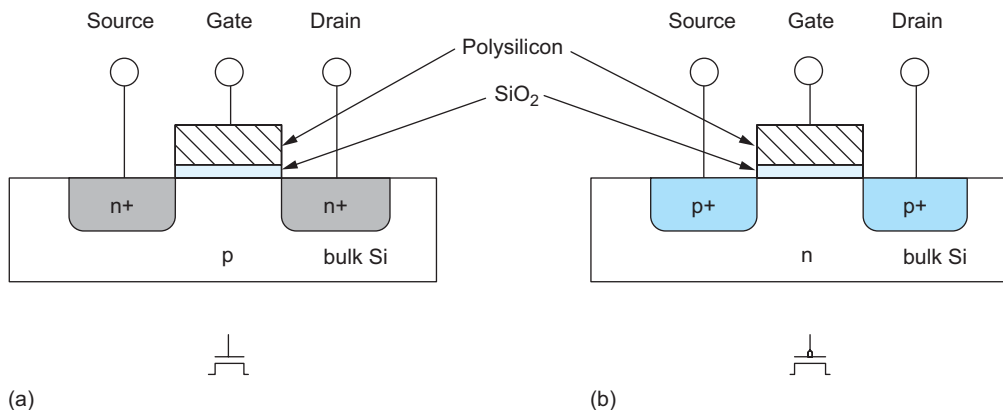 Source Gate Drain
Polysilicon
SiO₂
n+ n+
p bulk Si
(a)
Source Gate Drain
p+ p+
n bulk Si
(b)